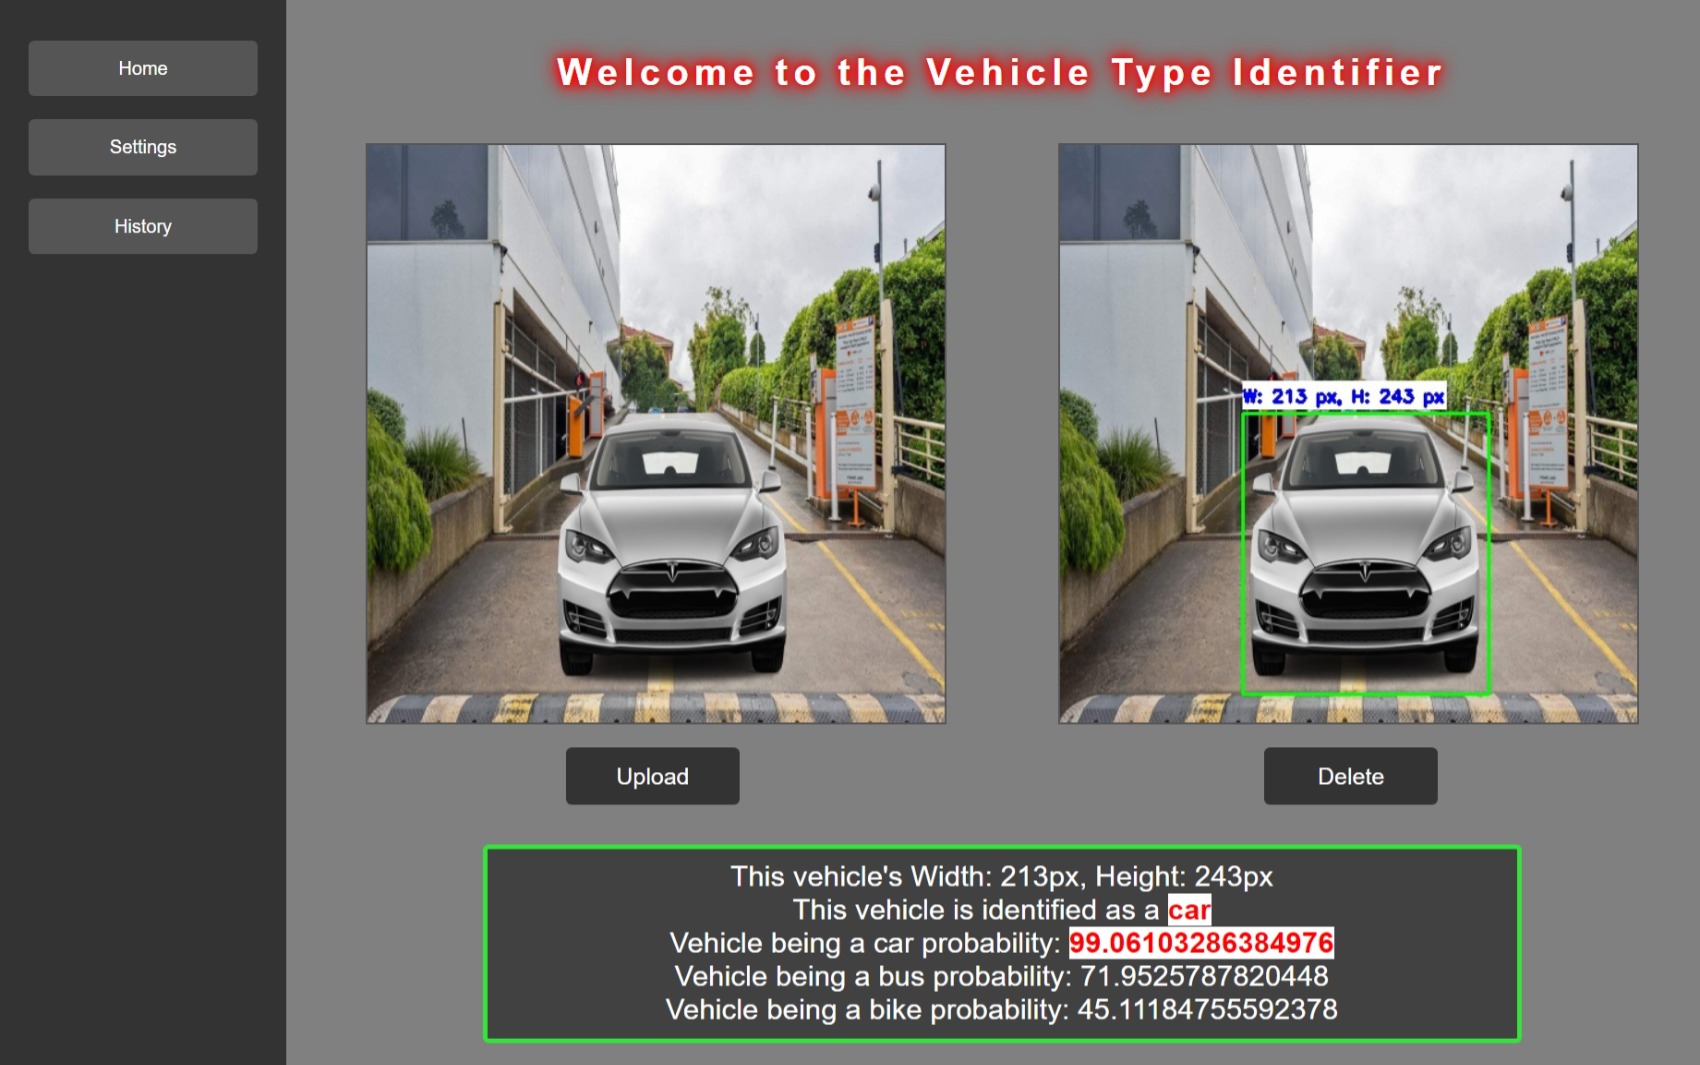 Home
Settings
History
Welcome to the Vehicle Type Identifier
W: 213 px, H: 243 px
Upload
Delete
This vehicle's Width: 213px, Height: 243px
This vehicle is identified as a car
Vehicle being a car probability: 99.06103286384976
Vehicle being a bus probability: 71.9525787820448
Vehicle being a bike probability: 45.11184755592378